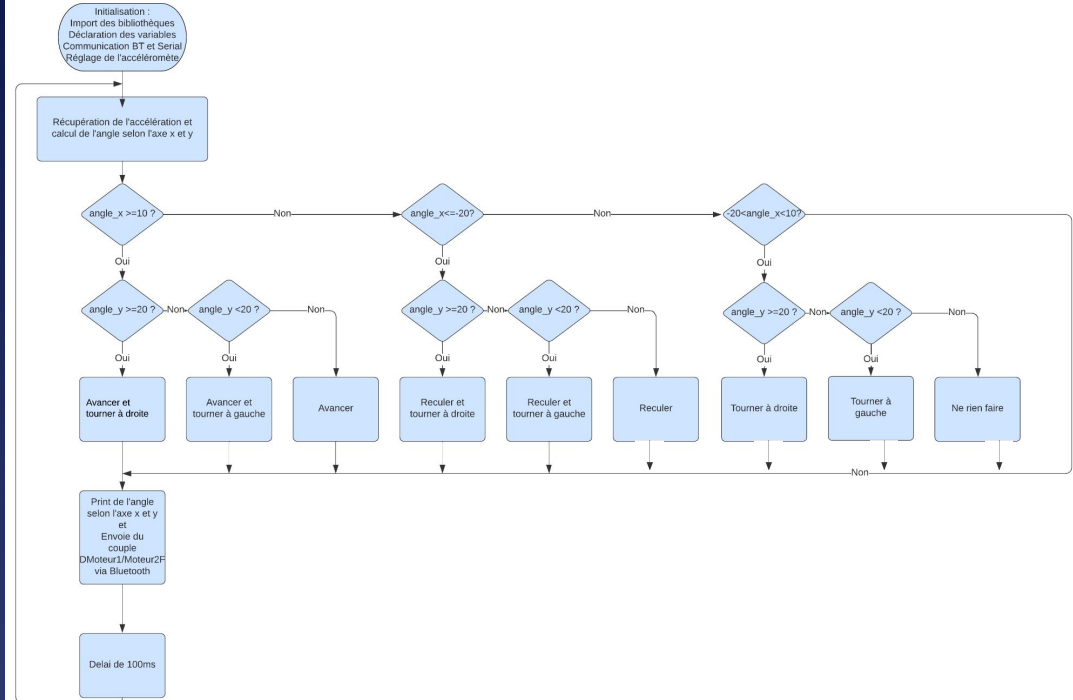 Initialisation :
Import des bibliothèques
Déclaration des variables
Communication BT et Serial
Réglage de l'accéléromète
Récupération de l'accélération et
calcul de l'angle selon l'axe x et y
angle_x >=10 ?
Non
angle_x<=-20?
Non
-20<angle_x<10?
Oui
Oui
Oui
angle_y >=20 ?
Non
angle_y <20 ?
Non
angle_y >=20 ?
Non
angle_y <20 ?
Non
angle_y >=20 ?
Non
angle_y <20 ?
Non
Oui
Oui
Oui
Oui
Oui
Oui
Avancer et
tourner à droite
Avancer et
tourner à gauche
Avancer
Reculer et
tourner à droite
Reculer et
tourner à gauche
Reculer
Tourner à droite
Tourner à
gauche
Ne rien faire
Non
Print de l'angle
selon l'axe x et y
et
Envoie du
couple
DMoteur1/Moteur2F
via Bluetooth
Delai de 100ms